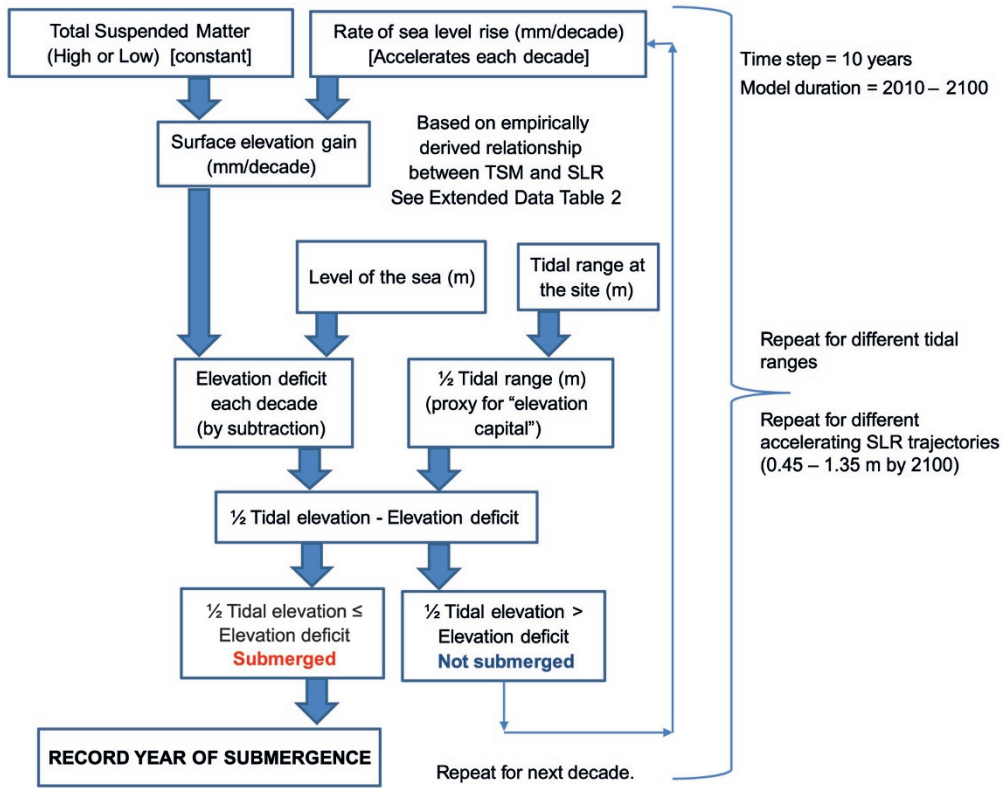 Total Suspended Matter
(High or Low) [constant]
Rate of sea level rise (mm/decade)
[Accelerates each decade]
Time step = 10 years
Model duration = 2010 – 2100
Surface elevation gain
(mm/decade)
Based on empirically
derived relationship
between TSM and SLR
See Extended Data Table 2
Level of the sea (m)
Tidal range at
the site (m)
Repeat for different tidal
ranges
Elevation deficit
each decade
(by subtraction)
½ Tidal range (m)
(proxy for “elevation
capital”)
Repeat for different
accelerating SLR trajectories
(0.45 – 1.35 m by 2100)
½ Tidal elevation - Elevation deficit
½ Tidal elevation ≤
Elevation deficit
Submerged
½ Tidal elevation >
Elevation deficit
Not submerged
RECORD YEAR OF SUBMERGENCE
Repeat for next decade.